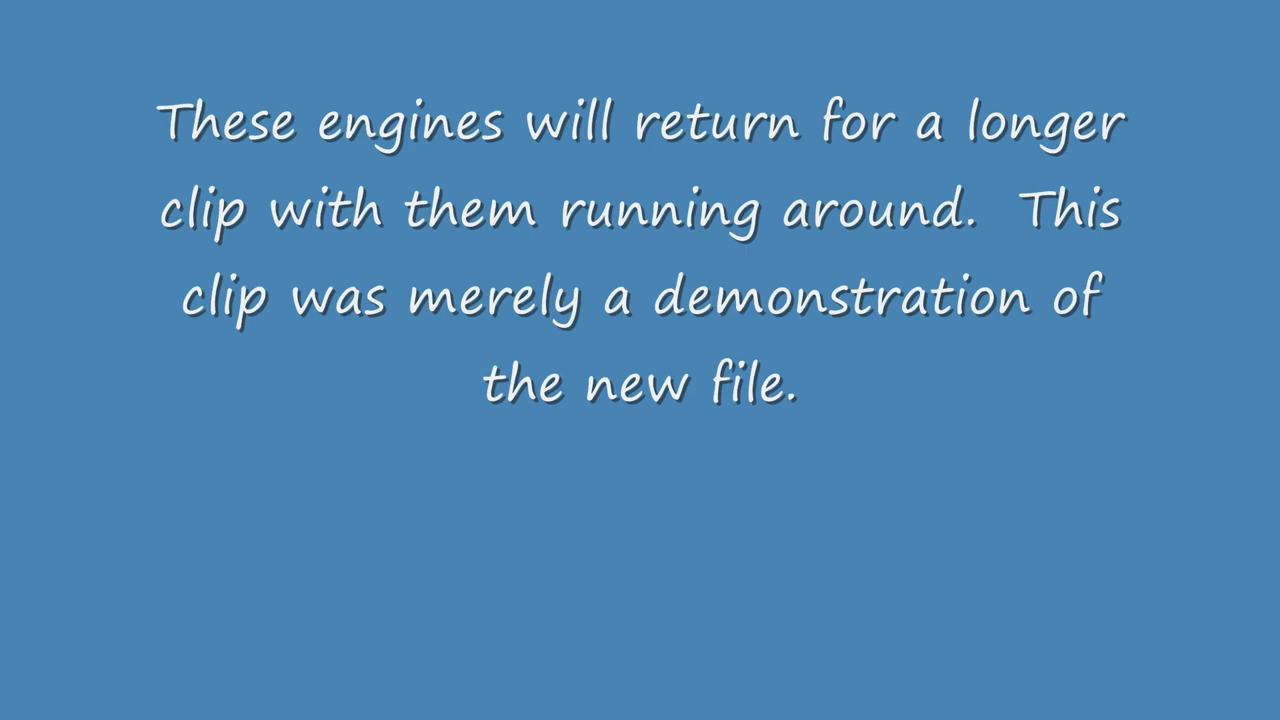 These engines will return for a longer
clip with them running around.  This
clip was merely a demonstration of
the new file.